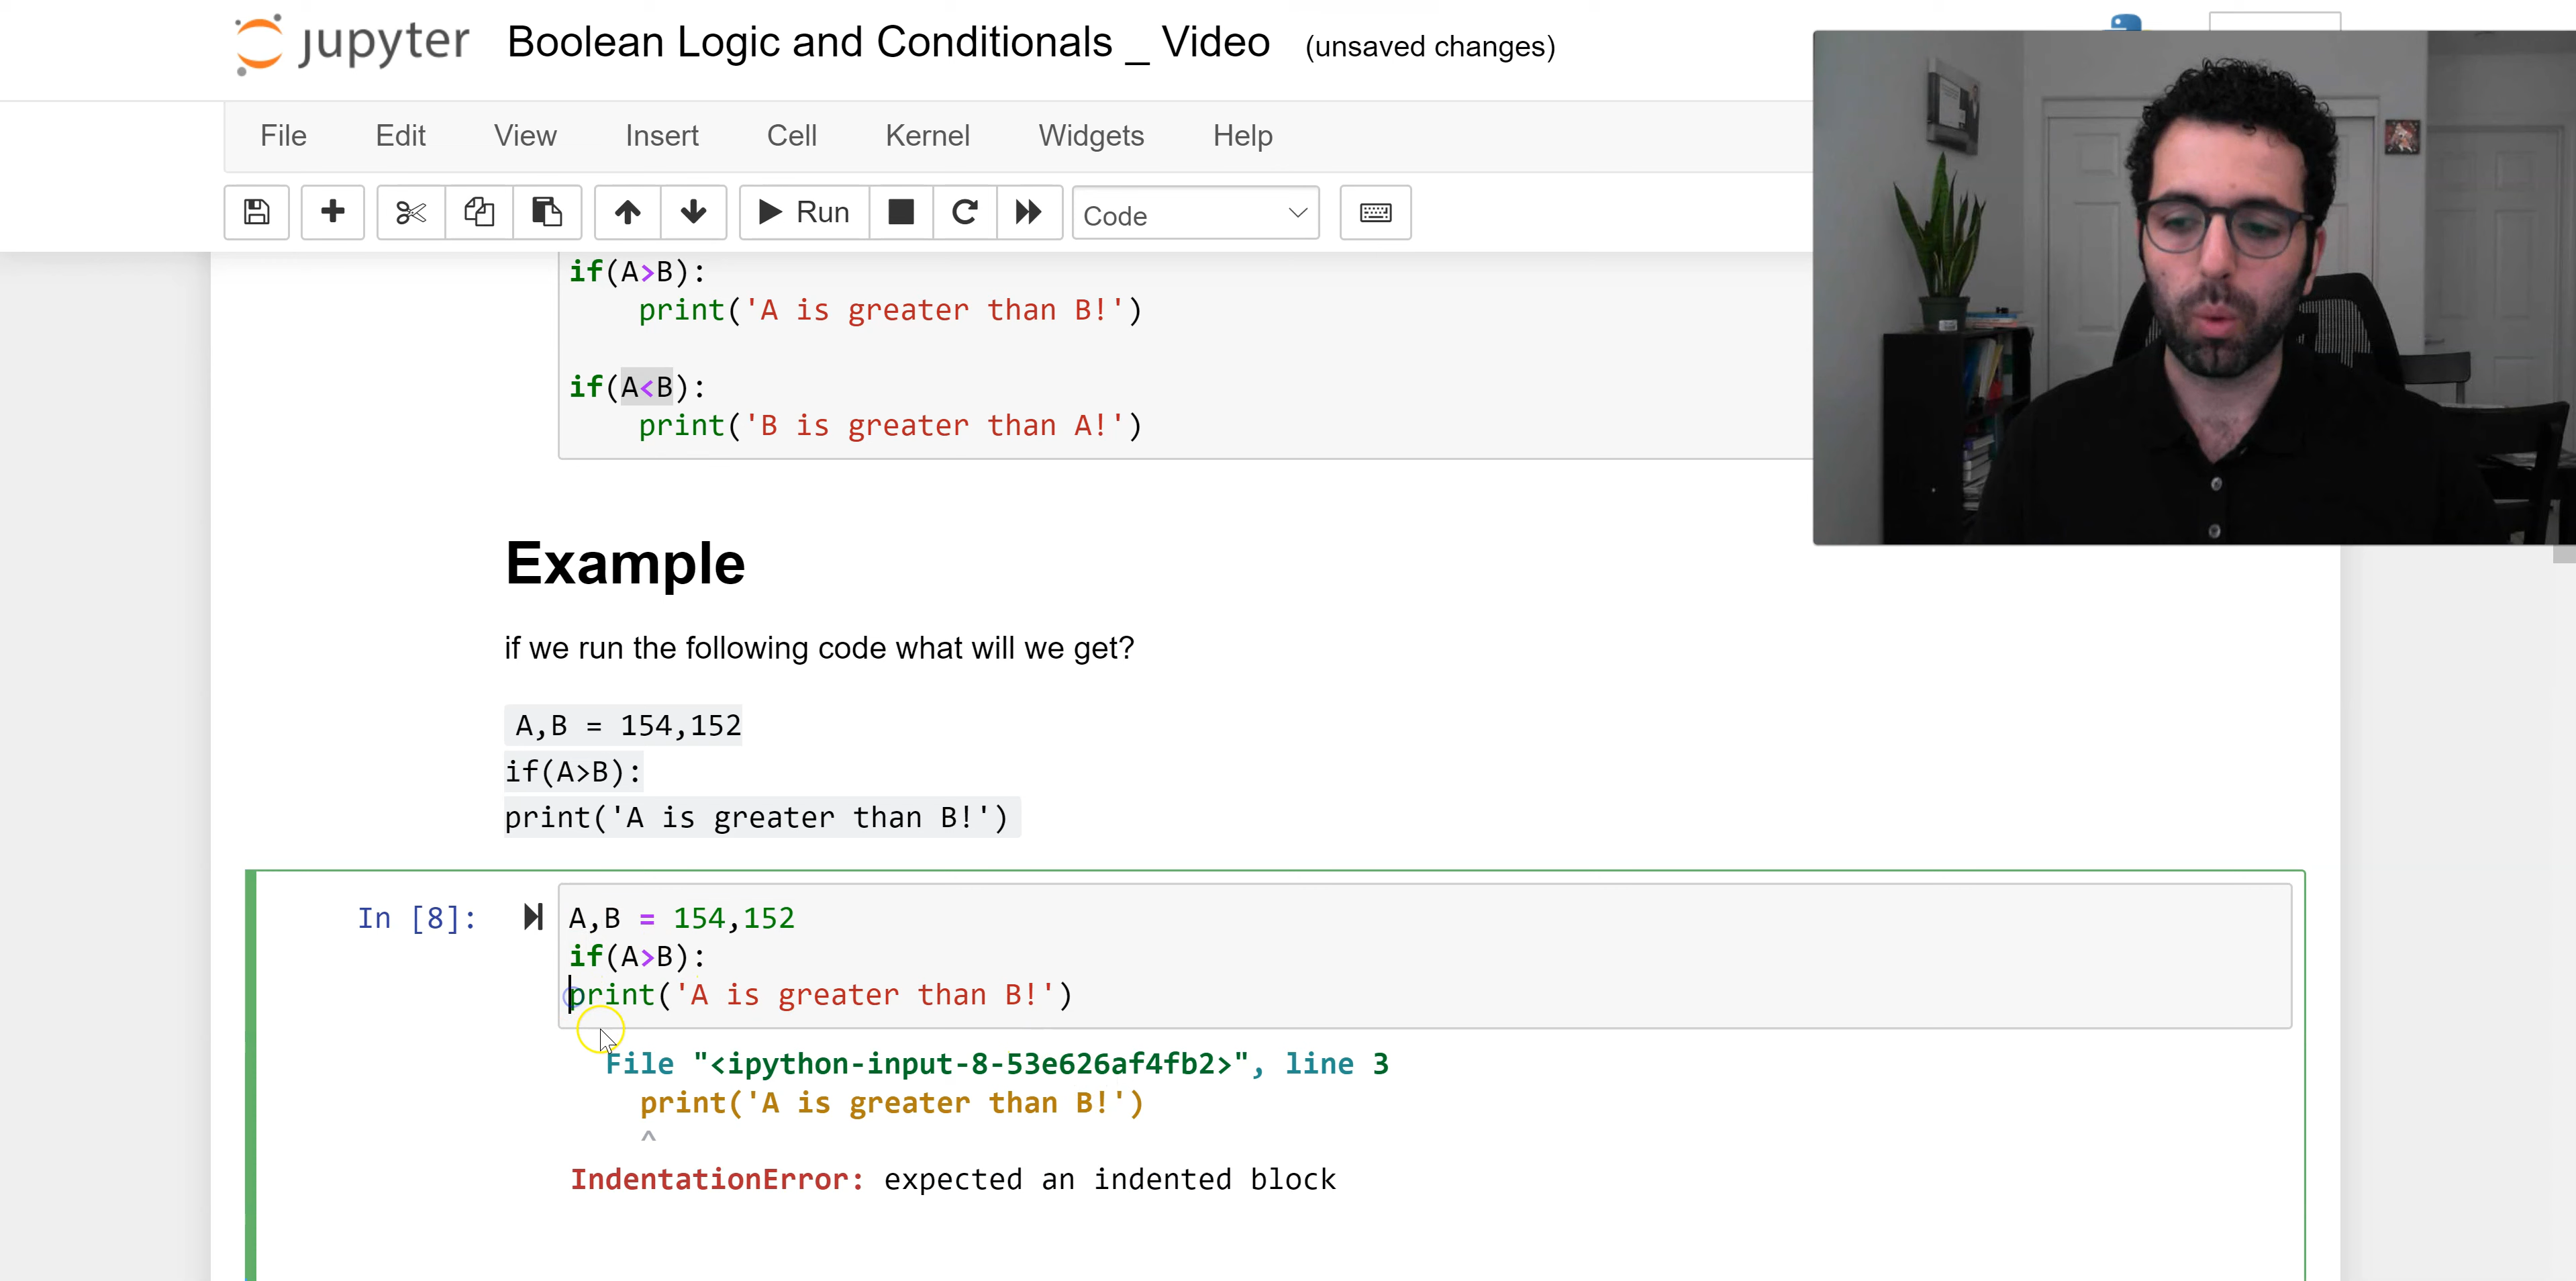 jupyter Boolean Logic and Conditionals _ Video (unsaved changes)
File Edit View Insert Cell Kernel Widgets Help
Run Code
if(A>B):
    print('A is greater than B!')
if(A<B):
    print('B is greater than A!')
Example
if we run the following code what will we get?
A,B = 154,152
if(A>B):
print('A is greater than B!')
In [8]: A,B = 154,152
if(A>B):
print('A is greater than B!')
File "<ipython-input-8-53e626af4fb2>", line 3
print('A is greater than B!')
^
IndentationError: expected an indented block